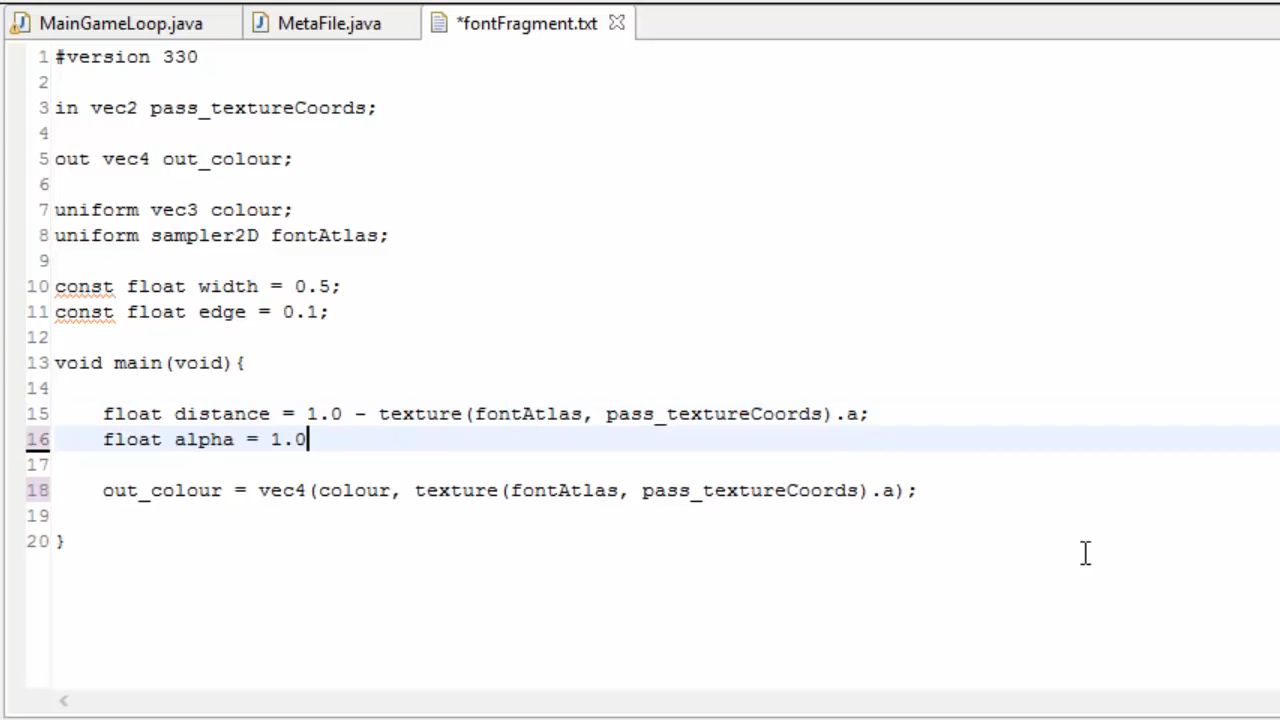 MainGameLoop.java MetaFile.java *fontFragment.txt
1 #version 330
2
3 in vec2 pass_textureCoords;
4
5 out vec4 out_colour;
6
7 uniform vec3 colour;
8 uniform sampler2D fontAtlas;
9
10 const float width = 0.5;
11 const float edge = 0.1;
12
13 void main(void){
14
15 float distance = 1.0 - texture(fontAtlas, pass_textureCoords).a;
16 float alpha = 1.0
17
18 out_colour = vec4(colour, texture(fontAtlas, pass_textureCoords).a);
19
20 }